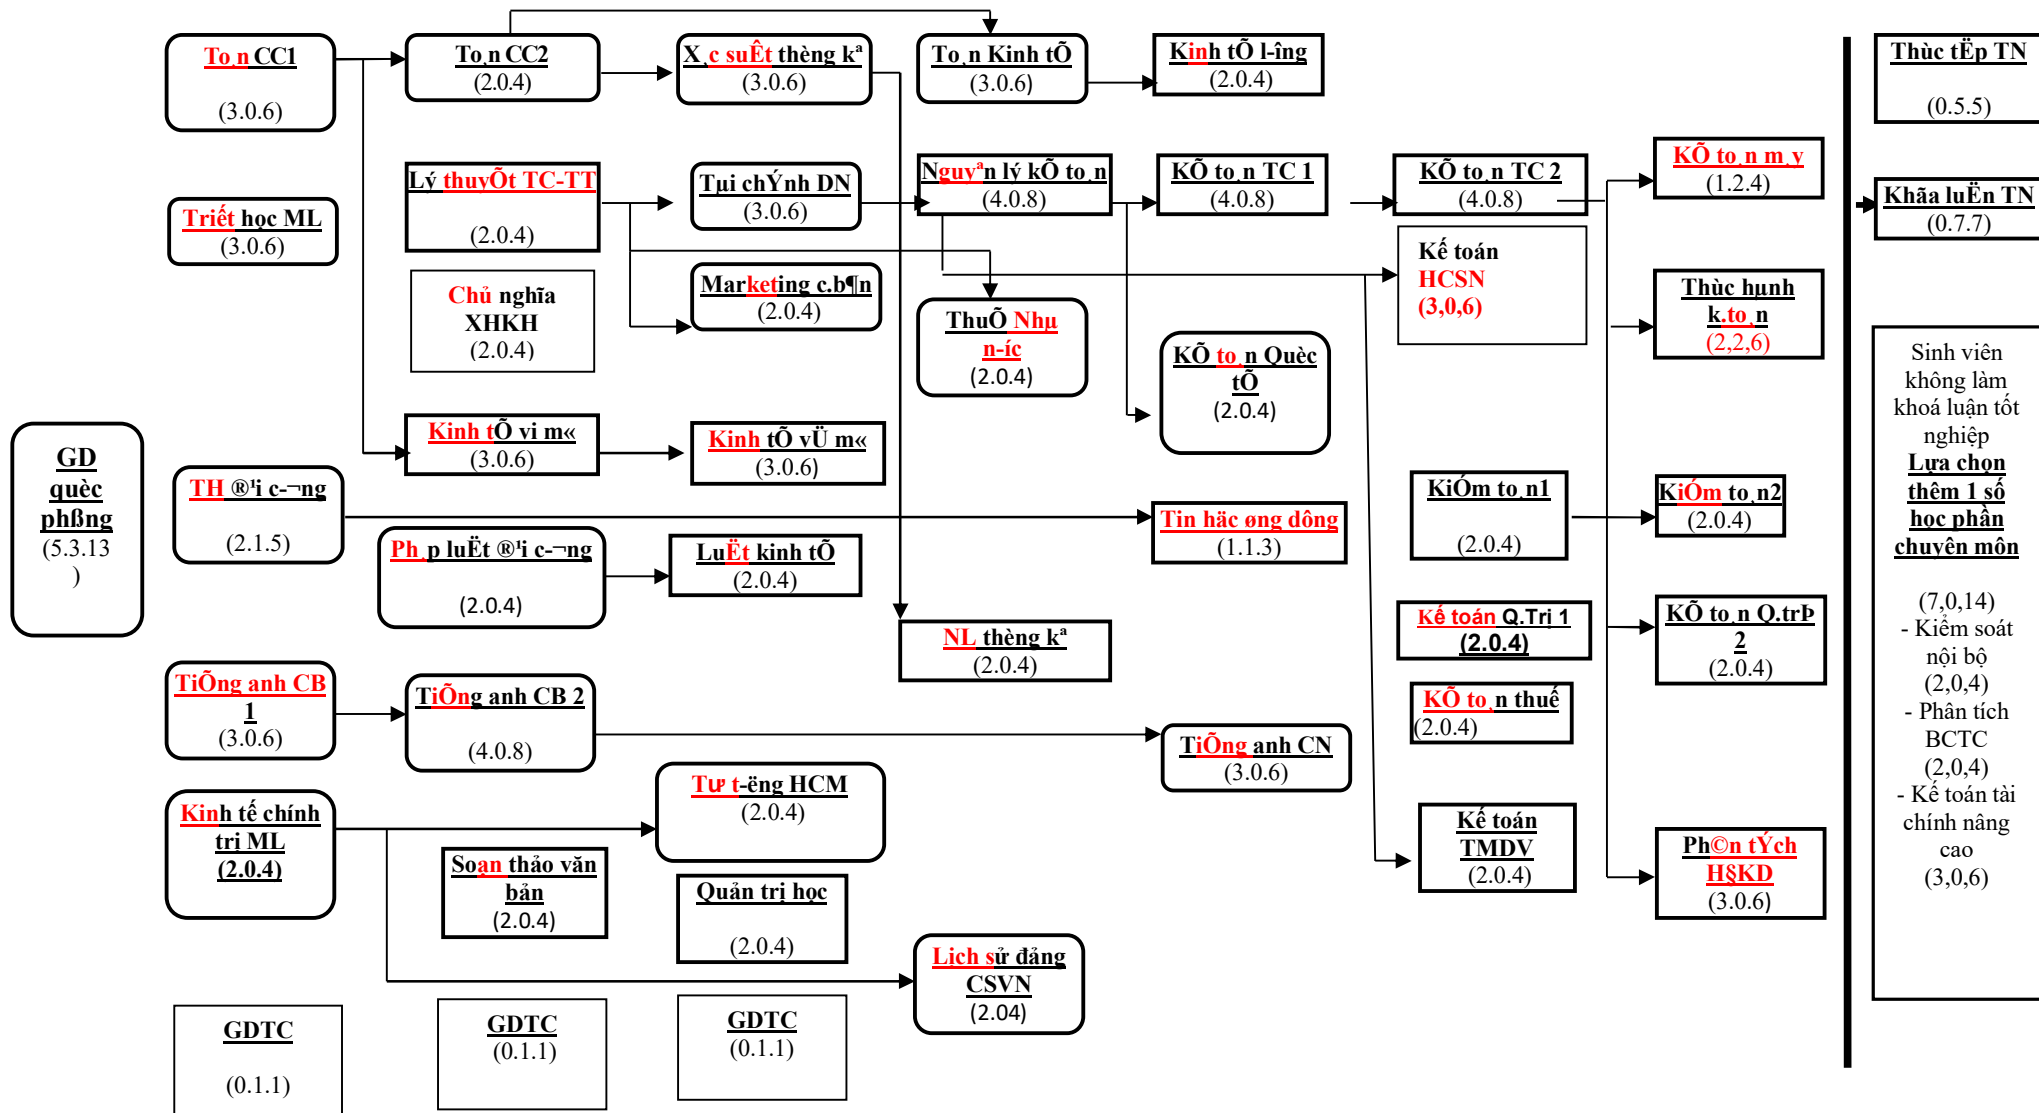 To¸n CC1
(3.0.6)
To¸n CC2
(2.0.4)
X¸c suÊt thèng kª
(3.0.6)
To¸n Kinh tÕ
(3.0.6)
Kinh tÕ l-îng
(2.0.4)
Thùc tËp TN
(0.5.5)
Triết học ML
(3.0.6)
Lý thuyÕt TC-TT
(2.0.4)
Tµi chÝnh DN
(3.0.6)
Nguyªn lý kÕ to¸n
(4.0.8)
KÕ to¸n TC 1
(4.0.8)
KÕ to¸n TC 2
(4.0.8)
KÕ to¸n m¸y
(1.2.4)
Khãa luËn TN
(0.7.7)
Chủ nghĩa
XHKH
(2.0.4)
Marketing c.b¶n
(2.0.4)
ThuÕ Nhµ
n-íc
(2.0.4)
KÕ to¸n Quèc
tÕ
(2.0.4)
Kế toán
HCSN
(3,0,6)
Thùc hµnh
k.to¸n
(2,2,6)
GD
quèc
phßng
(5.3.13
)
Kinh tÕ vi m«
(3.0.6)
Kinh tÕ vÜ m«
(3.0.6)
TH ®¹i c-¬ng
(2.1.5)
Ph¸p luËt ®¹i c-¬ng
(2.0.4)
LuËt kinh tÕ
(2.0.4)
Tin häc øng dông
(1.1.3)
KiÓm to¸n1
(2.0.4)
KiÓm to¸n2
(2.0.4)
NL thèng kª
(2.0.4)
Kế toán Q.Trị 1
(2.0.4)
KÕ to¸n Q.trÞ
2
(2.0.4)
TiÕng anh CB
1
(3.0.6)
TiÕng anh CB 2
(4.0.8)
TiÕng anh CN
(3.0.6)
KÕ to¸n thuế
(2.0.4)
Kinh tế chính
trị ML
(2.0.4)
Tư t-ëng HCM
(2.0.4)
Soạn thảo văn
bản
(2.0.4)
Quản trị học
(2.0.4)
Lịch sử đảng
CSVN
(2.04)
Kế toán
TMDV
(2.0.4)
Ph©n tÝch
H§KD
(3.0.6)
GDTC
(0.1.1)
GDTC
(0.1.1)
GDTC
(0.1.1)
Sinh viên
không làm
khoá luận tốt
nghiệp
Lựa chọn
thêm 1 số
học phần
chuyên môn
(7,0,14)
- Kiểm soát
nội bộ
(2,0,4)
- Phân tích
BCTC
(2,0,4)
- Kế toán tài
chính nâng
cao
(3,0,6)